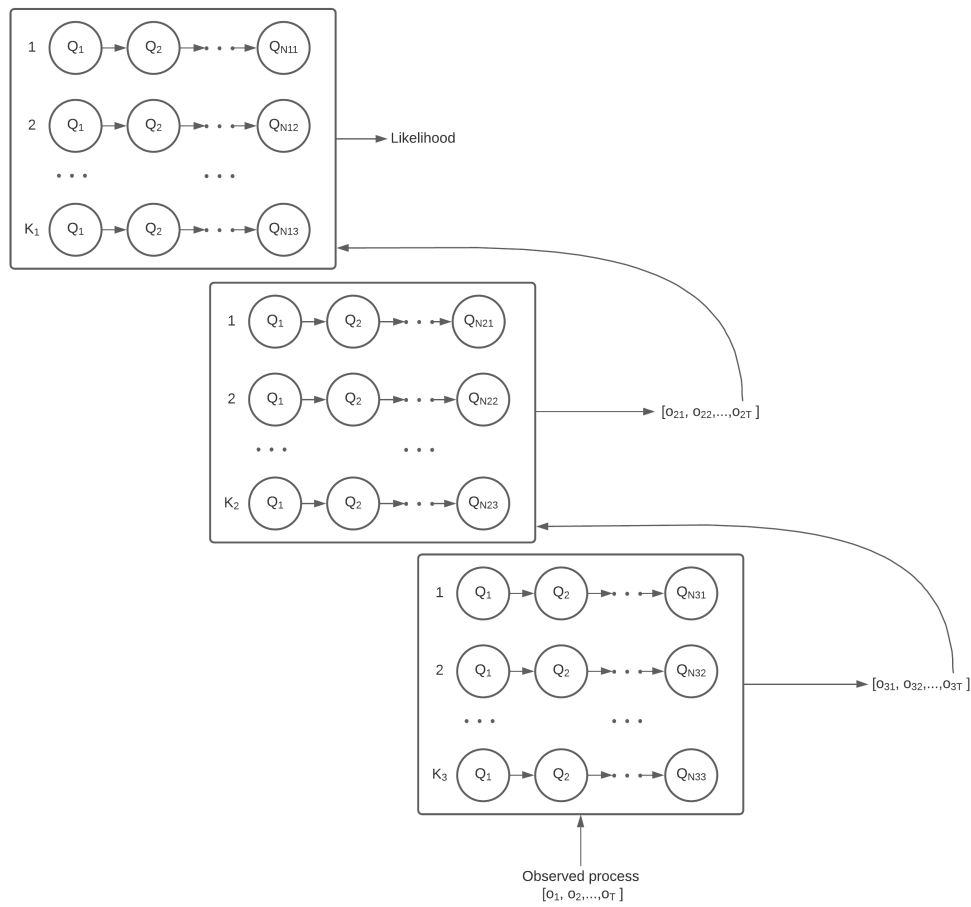 1 Q1 Q2 . . . QN11
2 Q1 Q2 . . . QN12
Likelihood
. . . . . .
K1 Q1 Q2 . . . QN13
1 Q1 Q2 . . . QN21
2 Q1 Q2 . . . QN22
[o21, o22,...,o2T ]
. . . . . .
K2 Q1 Q2 . . . QN23
1 Q1 Q2 . . . QN31
2 Q1 Q2 . . . QN32
[o31, o32,...,o3T ]
. . . . . .
K3 Q1 Q2 . . . QN33
Observed process
[o1, o2,...,oT ]